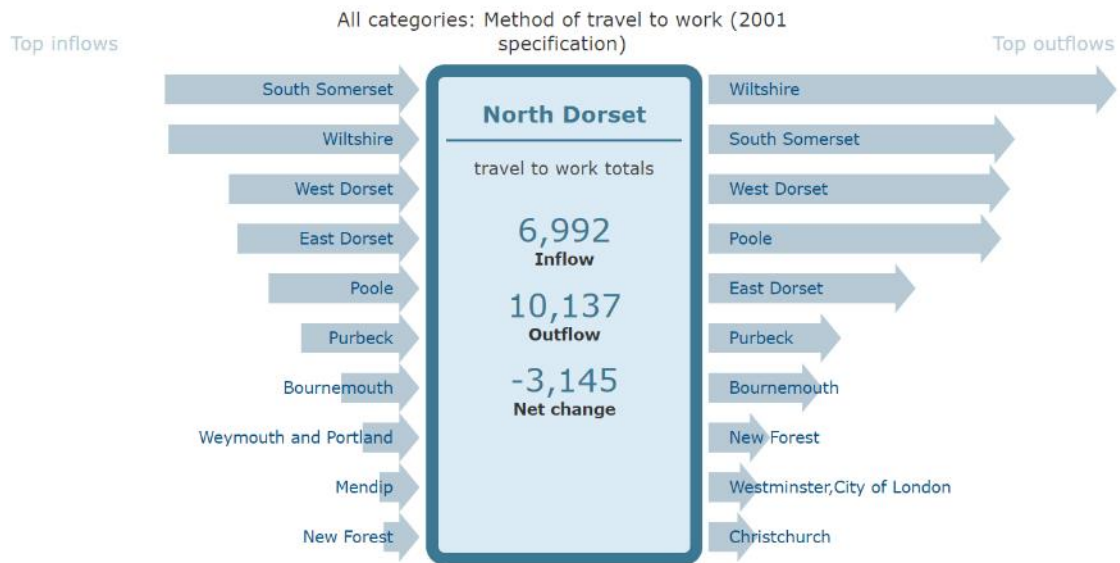 All categories: Method of travel to work (2001
specification)
Top inflows
Top outflows
South Somerset
Wiltshire
West Dorset
East Dorset
Poole
Purbeck
Bournemouth
Weymouth and Portland
Mendip
New Forest
North Dorset
travel to work totals
6,992
Inflow
10,137
Outflow
-3,145
Net change
Wiltshire
South Somerset
West Dorset
Poole
East Dorset
Purbeck
Bournemouth
New Forest
Westminster,City of London
Christchurch